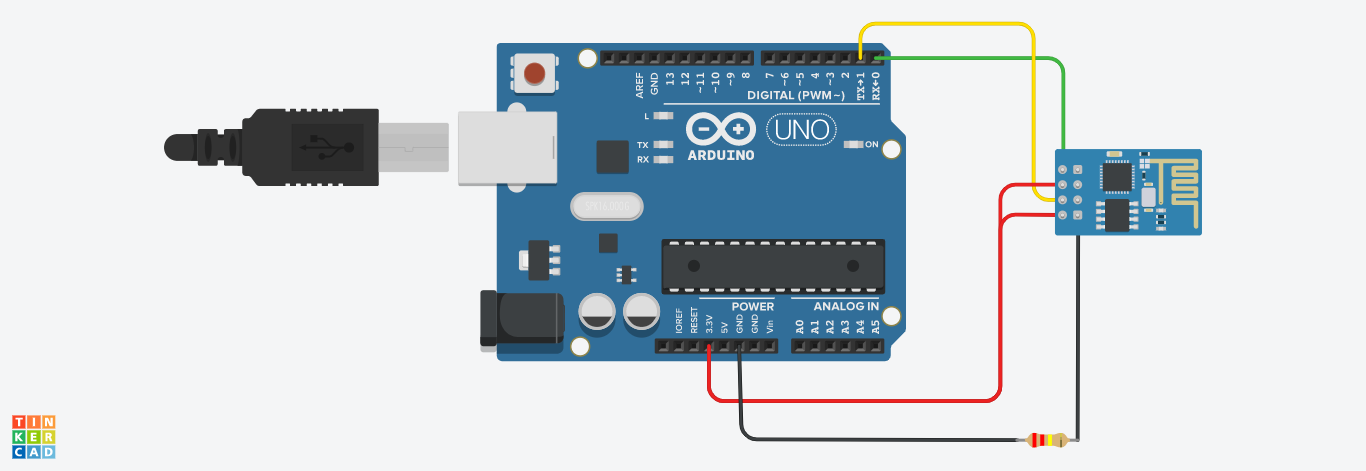 AREF
GND
13
12
~11
~10
~9
8
7
~6
~5
4
~3
2
TX→1
RX←0
DIGITAL (PWM~)
L
TX
RX
ARDUINO
UNO
ON
POWER
ANALOG IN
IOREF
RESET
3.3V
5V
GND
GND
Vin
A0
A1
A2
A3
A4
A5
TIN
KER
CAD